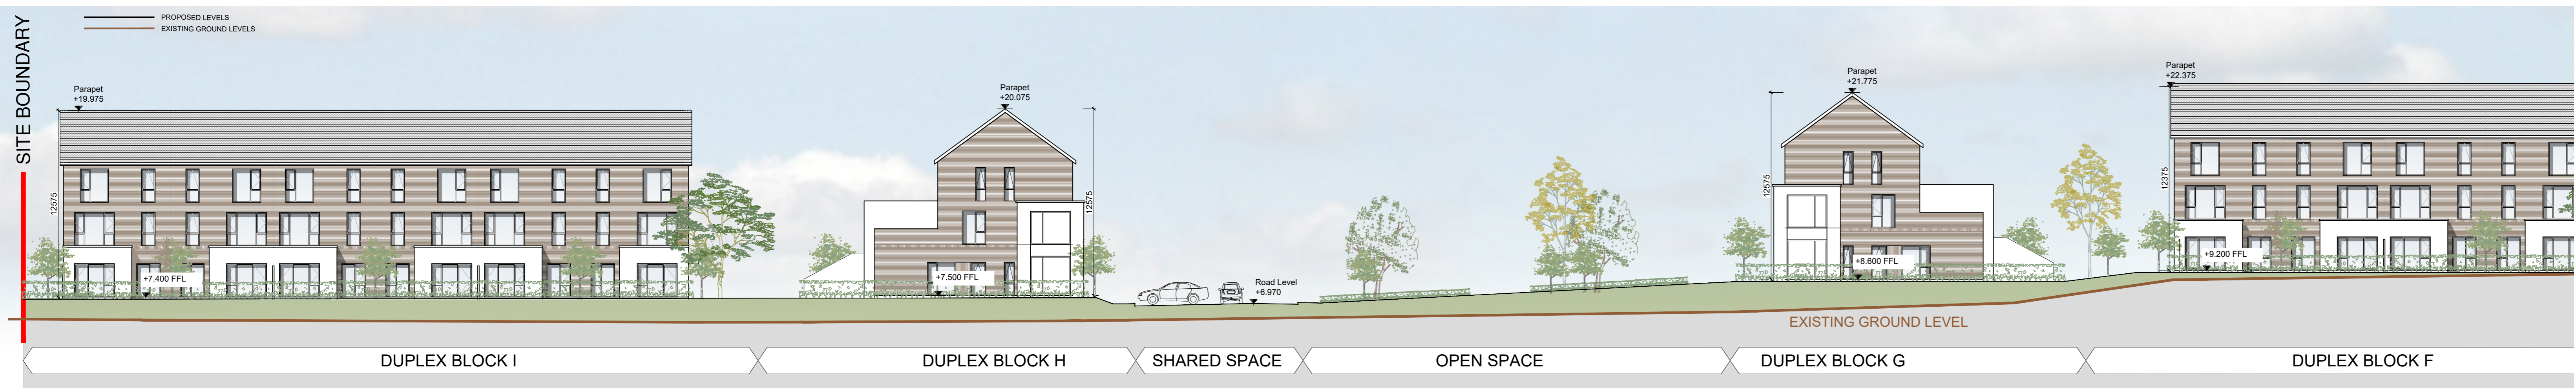 SITE BOUNDARY
PROPOSED LEVELS
EXISTING GROUND LEVELS
Parapet
+19.975
12575
+7.400 FFL
Parapet
+20.075
12575
+7.500 FFL
Road Level
+6.970
Parapet
+21.775
12575
+8.600 FFL
Parapet
+22.375
12375
+9.200 FFL
EXISTING GROUND LEVEL
DUPLEX BLOCK I
DUPLEX BLOCK H
SHARED SPACE
OPEN SPACE
DUPLEX BLOCK G
DUPLEX BLOCK F